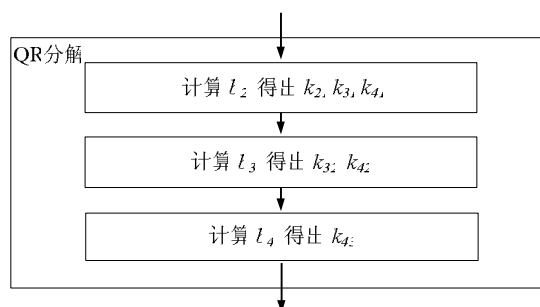 QR分解
计算 ℓ₂ 得出 k₂₁ k₃₁ k₄₁
计算 ℓ₃ 得出 k₃₂ k₄₂
计算 ℓ₄ 得出 k₄₃